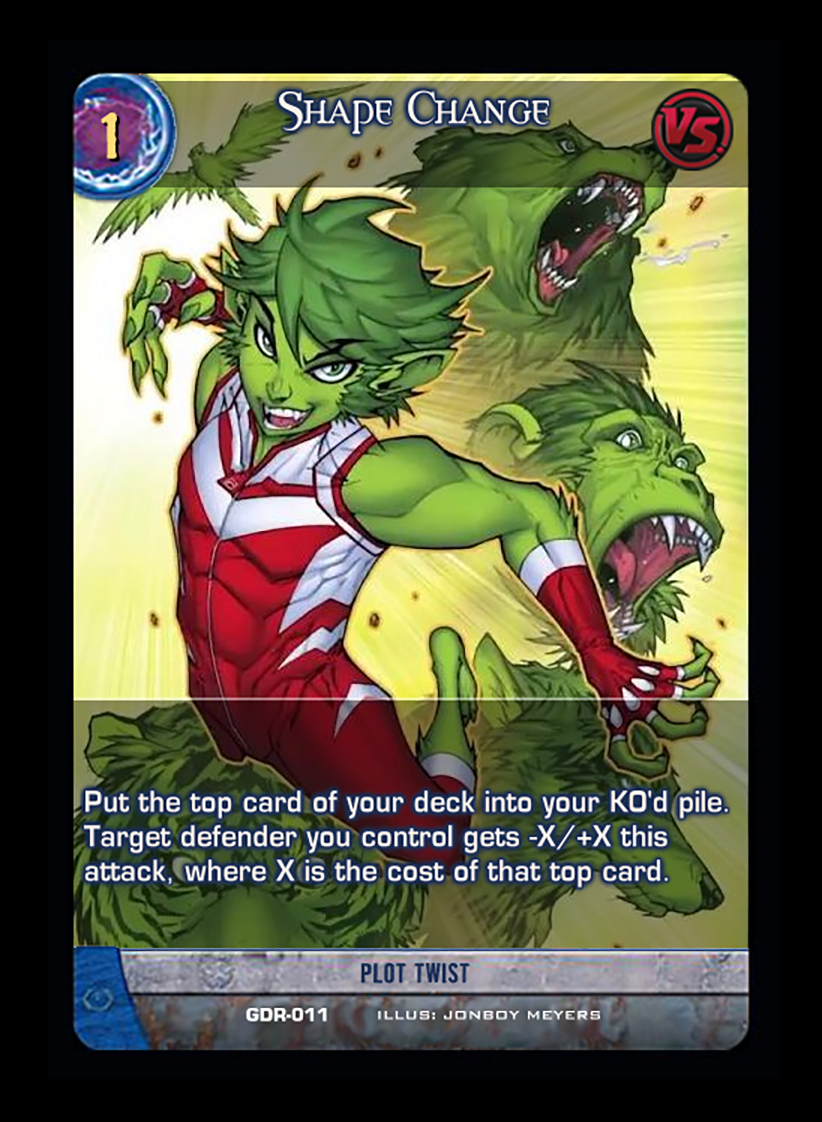 1
Shape Change
VS.
Put the top card of your deck into your KO'd pile.
Target defender you control gets -X/+X this
attack, where X is the cost of that top card.
PLOT TWIST
GDR-011 ILLUS: JONBOY MEYERS